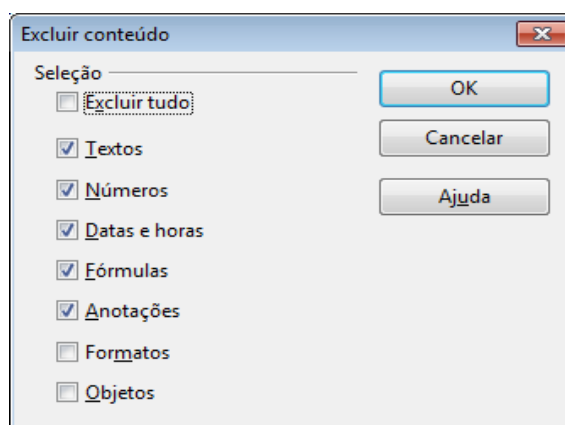 Excluir conteúdo
Seleção
Excluir tudo
Textos
Números
Datas e horas
Fórmulas
Anotações
Formatos
Objetos
OK
Cancelar
Ajuda